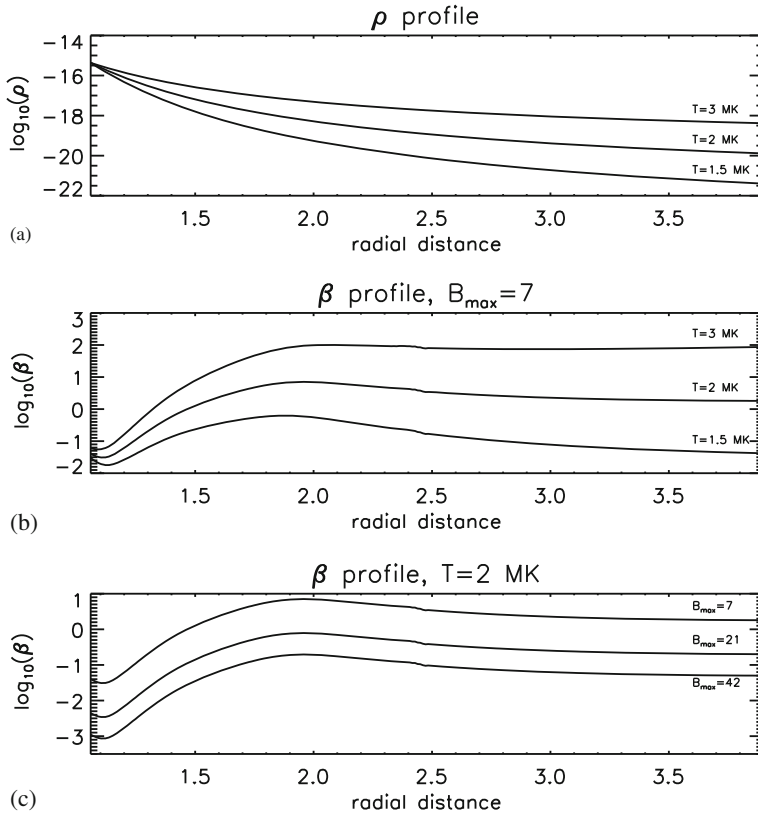 ρ profile
log₁₀(ρ)
−14
−16
−18
−20
−22
T=3 MK
T=2 MK
T=1.5 MK
1.5 2.0 2.5 3.0 3.5
radial distance
(a)
β profile, Bₘₐₓ=7
log₁₀(β)
3
2
1
0
−1
−2
T=3 MK
T=2 MK
T=1.5 MK
1.5 2.0 2.5 3.0 3.5
radial distance
(b)
β profile, T=2 MK
log₁₀(β)
1
0
−1
−2
−3
Bₘₐₓ=7
Bₘₐₓ=21
Bₘₐₓ=42
1.5 2.0 2.5 3.0 3.5
radial distance
(c)